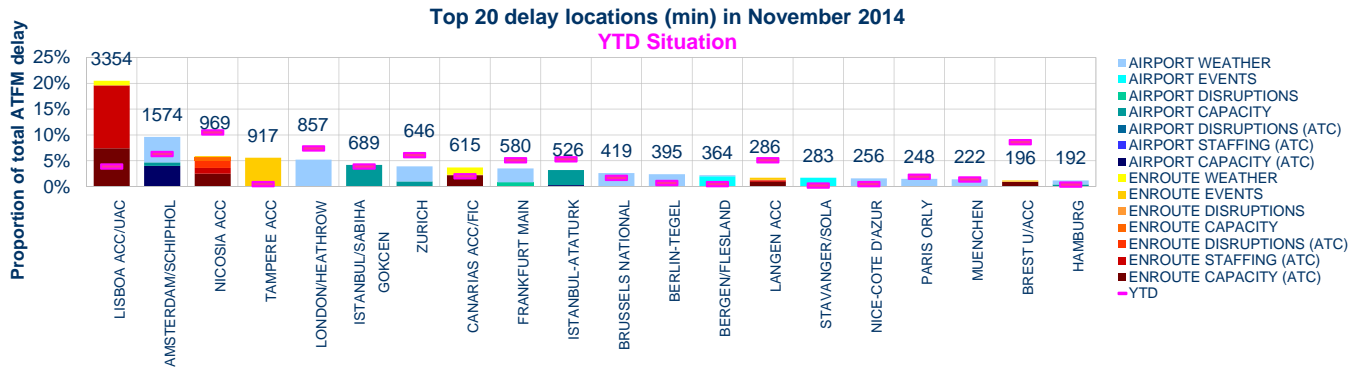 Top 20 delay locations (min) in November 2014
YTD Situation
Proportion of total ATFM delay
25%
20%
15%
10%
5%
0%
3354
1574
969
917
857
689
646
615
580
526
419
395
364
286
283
256
248
222
196
192
LISBOA ACC/UAC
AMSTERDAM/SCHIPHOL
NICOSIA ACC
TAMPERE ACC
LONDON/HEATHROW
ISTANBUL/SABIHA
GOKCEN
ZURICH
CANARIAS ACC/FIC
FRANKFURT MAIN
ISTANBUL-ATATURK
BRUSSELS NATIONAL
BERLIN-TEGEL
BERGEN/FLESLAND
LANGEN ACC
STAVANGER/SOLA
NICE-COTE D'AZUR
PARIS ORLY
MUENCHEN
BREST U/ACC
HAMBURG
AIRPORT WEATHER
AIRPORT EVENTS
AIRPORT DISRUPTIONS
AIRPORT CAPACITY
AIRPORT DISRUPTIONS (ATC)
AIRPORT STAFFING (ATC)
AIRPORT CAPACITY (ATC)
ENROUTE WEATHER
ENROUTE EVENTS
ENROUTE DISRUPTIONS
ENROUTE CAPACITY
ENROUTE DISRUPTIONS (ATC)
ENROUTE STAFFING (ATC)
ENROUTE CAPACITY (ATC)
YTD